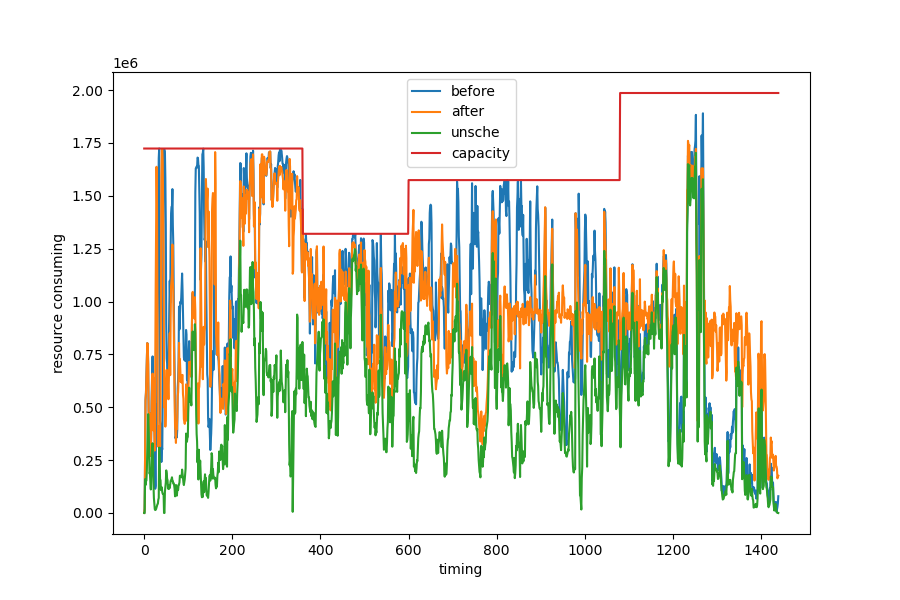 1e6
2.00
1.75
1.50
1.25
1.00
0.75
0.50
0.25
0.00
resource consuming
before
after
unsche
capacity
0 200 400 600 800 1000 1200 1400
timing